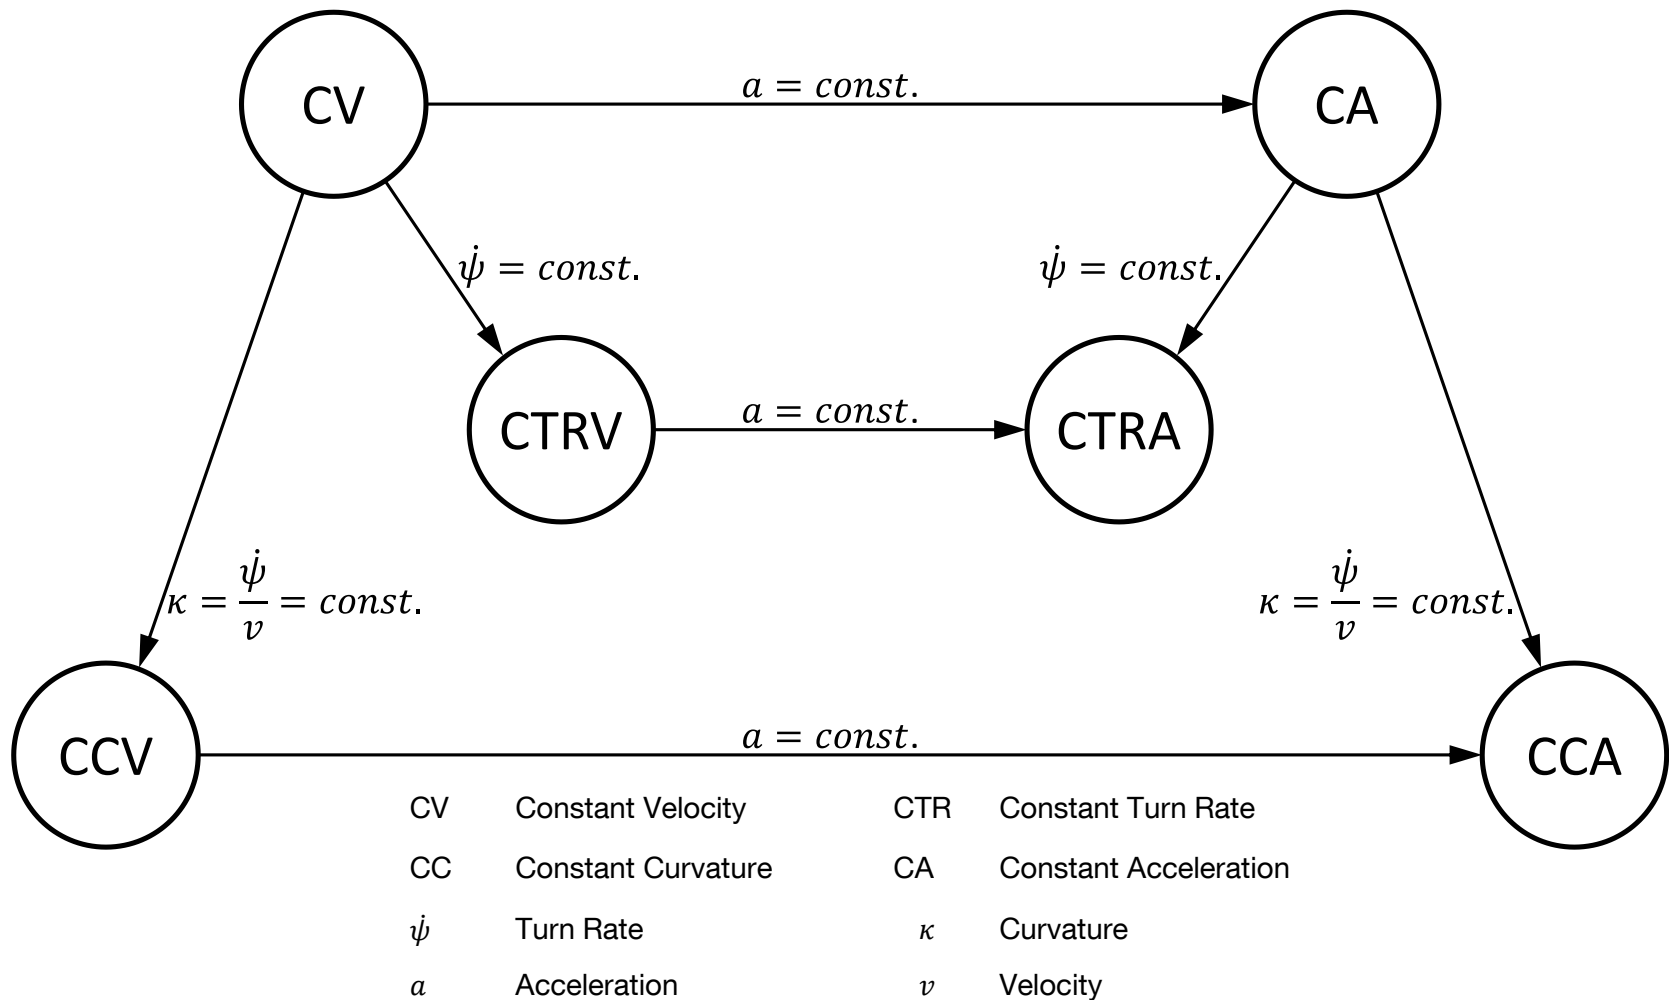 CV
a = const.
CA
ψ̇ = const.
ψ̇ = const.
CTRV
a = const.
CTRA
κ = ψ̇/v = const.
κ = ψ̇/v = const.
CCV
a = const.
CCA
CV Constant Velocity CTR Constant Turn Rate
CC Constant Curvature CA Constant Acceleration
ψ̇ Turn Rate κ Curvature
a Acceleration v Velocity